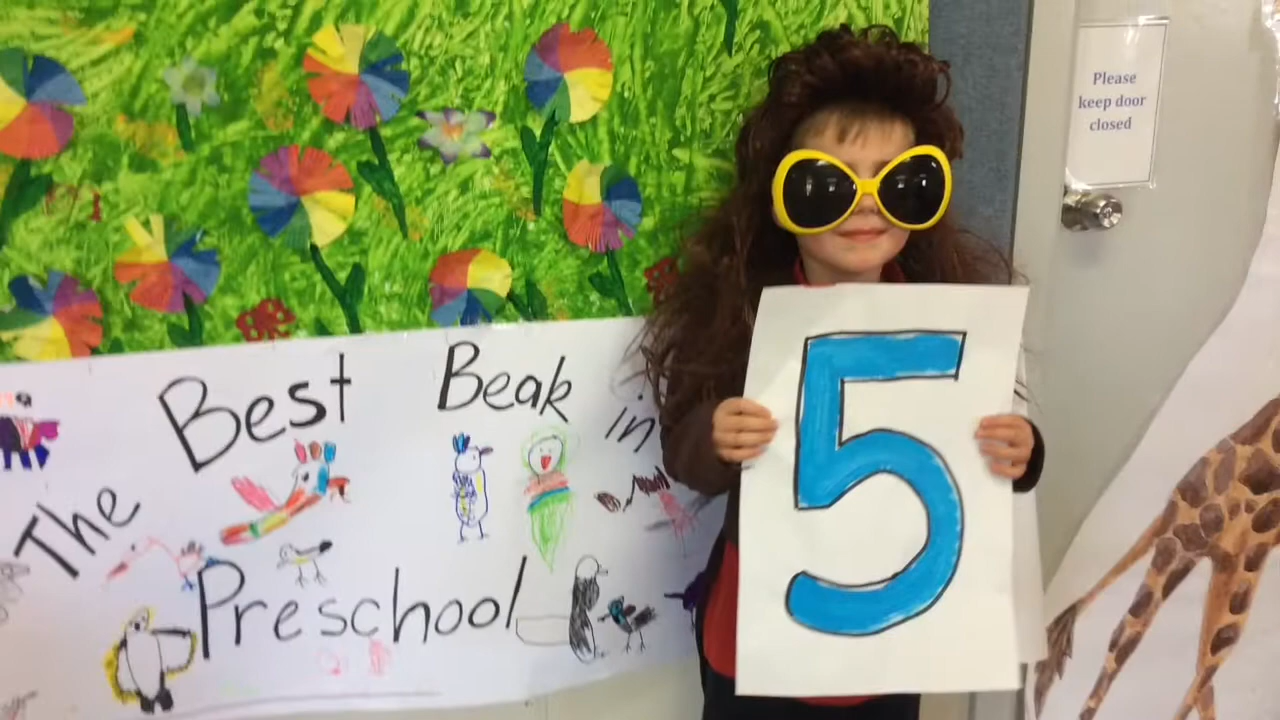 Please
keep door
closed
The Best Beak in
Preschool
5